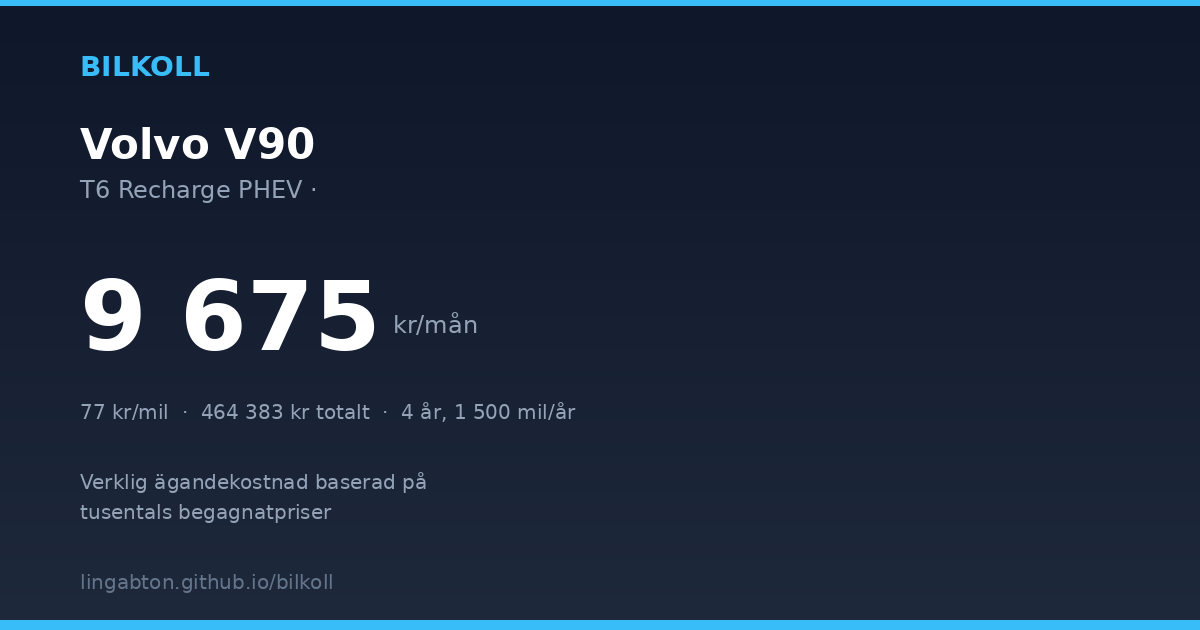 BILKOLL
Volvo V90
T6 Recharge PHEV ·
9 675 kr/mån
77 kr/mil · 464 383 kr totalt · 4 år, 1 500 mil/år
Verklig ägandekostnad baserad på
tusentals begagnatpriser
lingabton.github.io/bilkoll